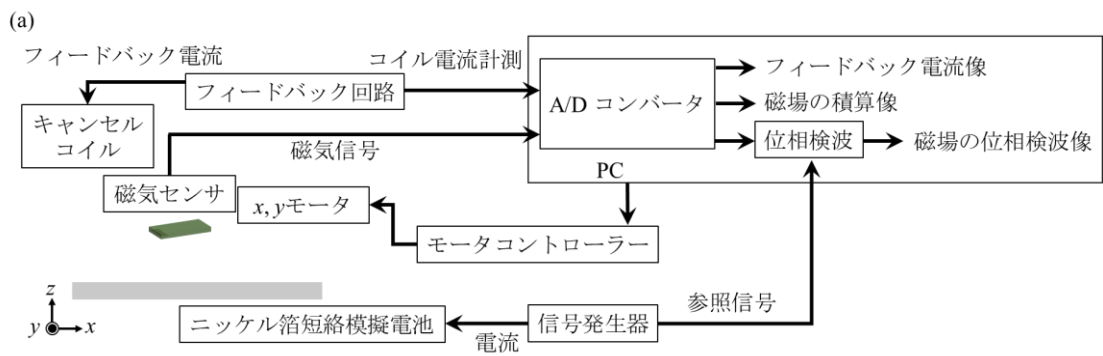 (a)
フィードバック電流
コイル電流計測
フィードバック回路
A/D コンバータ
フィードバック電流像
磁場の積算像
キャンセル
コイル
磁気信号
位相検波
磁場の位相検波像
PC
磁気センサ
x, yモータ
モータコントローラー
z
y
x
ニッケル箔短絡模擬電池
電流
信号発生器
参照信号